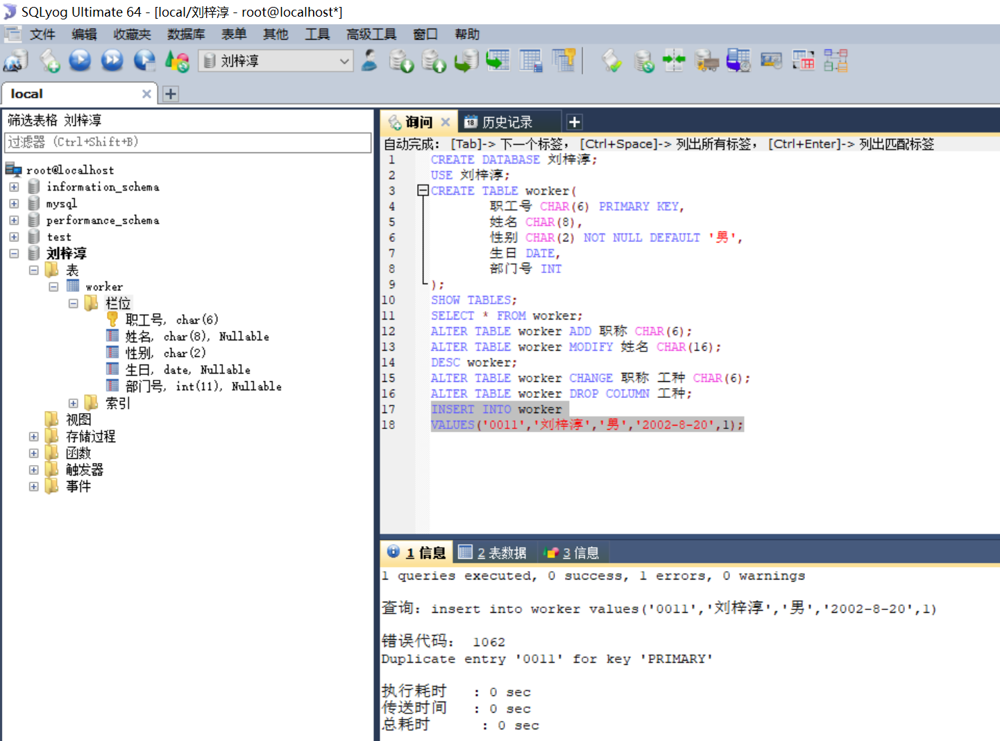 SQLyog Ultimate 64 - [local/刘梓淳 - root@localhost*]
文件 编辑 收藏夹 数据库 表单 其他 工具 高级工具 窗口 帮助
刘梓淳
local
筛选表格 刘梓淳
过滤器 (Ctrl+Shift+B)
root@localhost
information_schema
mysql
performance_schema
test
刘梓淳
表
worker
栏位
职工号, char(6)
姓名, char(8), Nullable
性别, char(2)
生日, date, Nullable
部门号, int(11), Nullable
索引
视图
存储过程
函数
触发器
事件
询问 18 历史记录
自动完成: [Tab]-> 下一个标签, [Ctrl+Space]-> 列出所有标签, [Ctrl+Enter]-> 列出匹配标签
1 CREATE DATABASE 刘梓淳;
2 USE 刘梓淳;
3 CREATE TABLE worker(
4 职工号 CHAR(6) PRIMARY KEY,
5 姓名 CHAR(8),
6 性别 CHAR(2) NOT NULL DEFAULT '男',
7 生日 DATE,
8 部门号 INT
9 );
10 SHOW TABLES;
11 SELECT * FROM worker;
12 ALTER TABLE worker ADD 职称 CHAR(6);
13 ALTER TABLE worker MODIFY 姓名 CHAR(16);
14 DESC worker;
15 ALTER TABLE worker CHANGE 职称 工种 CHAR(6);
16 ALTER TABLE worker DROP COLUMN 工种;
17 INSERT INTO worker
18 VALUES('0011','刘梓淳','男','2002-8-20',1);
1 信息 2 表数据 3 信息
1 queries executed, 0 success, 1 errors, 0 warnings
查询: insert into worker values('0011','刘梓淳','男','2002-8-20',1)
错误代码: 1062
Duplicate entry '0011' for key 'PRIMARY'
执行耗时 : 0 sec
传送时间 : 0 sec
总耗时 : 0 sec